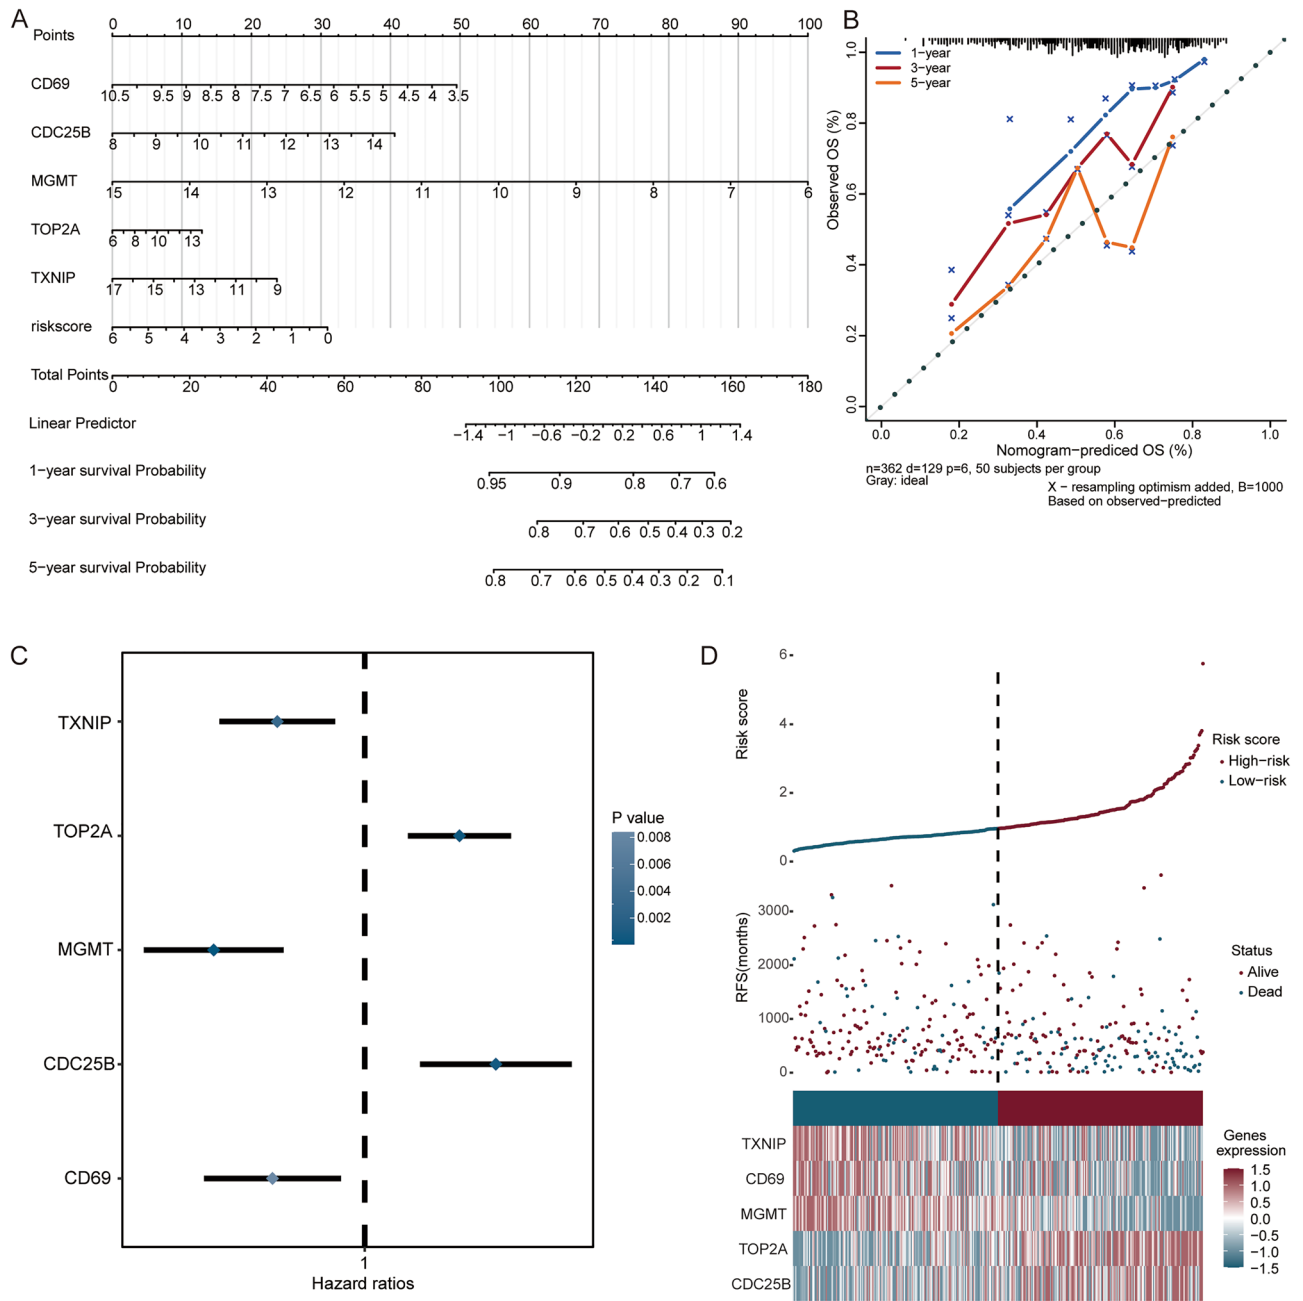 A
Points
0 10 20 30 40 50 60 70 80 90 100
CD69
10.5 9.5 9 8.5 8 7.5 7 6.5 6 5.5 5 4.5 4 3.5
CDC25B
8 9 10 11 12 13 14
MGMT
15 14 13 12 11 10 9 8 7 6
TOP2A
6 8 10 13
TXNIP
17 15 13 11 9
riskscore
6 5 4 3 2 1 0
Total Points
0 20 40 60 80 100 120 140 160 180
Linear Predictor
−1.4 −1 −0.6 −0.2 0.2 0.6 1 1.4
1−year survival Probability
0.95 0.9 0.8 0.7 0.6
3−year survival Probability
0.8 0.7 0.6 0.5 0.4 0.3 0.2
5−year survival Probability
0.8 0.7 0.6 0.5 0.4 0.3 0.2 0.1
B
1−year
3−year
5−year
Observed OS (%)
1.0
0.8
0.6
0.4
0.2
0.0
0.0 0.2 0.4 0.6 0.8 1.0
Nomogram−prediced OS (%)
n=362 d=129 p=6, 50 subjects per group
Gray: ideal
X − resampling optimism added, B=1000
Based on observed−predicted
C
TXNIP
TOP2A
MGMT
CDC25B
CD69
1
Hazard ratios
P value
0.008
0.006
0.004
0.002
D
Risk score
6
4
2
0
Risk score
High−risk
Low−risk
RFS(months)
3000
2000
1000
0
Status
Alive
Dead
TXNIP
CD69
MGMT
TOP2A
CDC25B
Genes
expression
1.5
1.0
0.5
0.0
−0.5
−1.0
−1.5